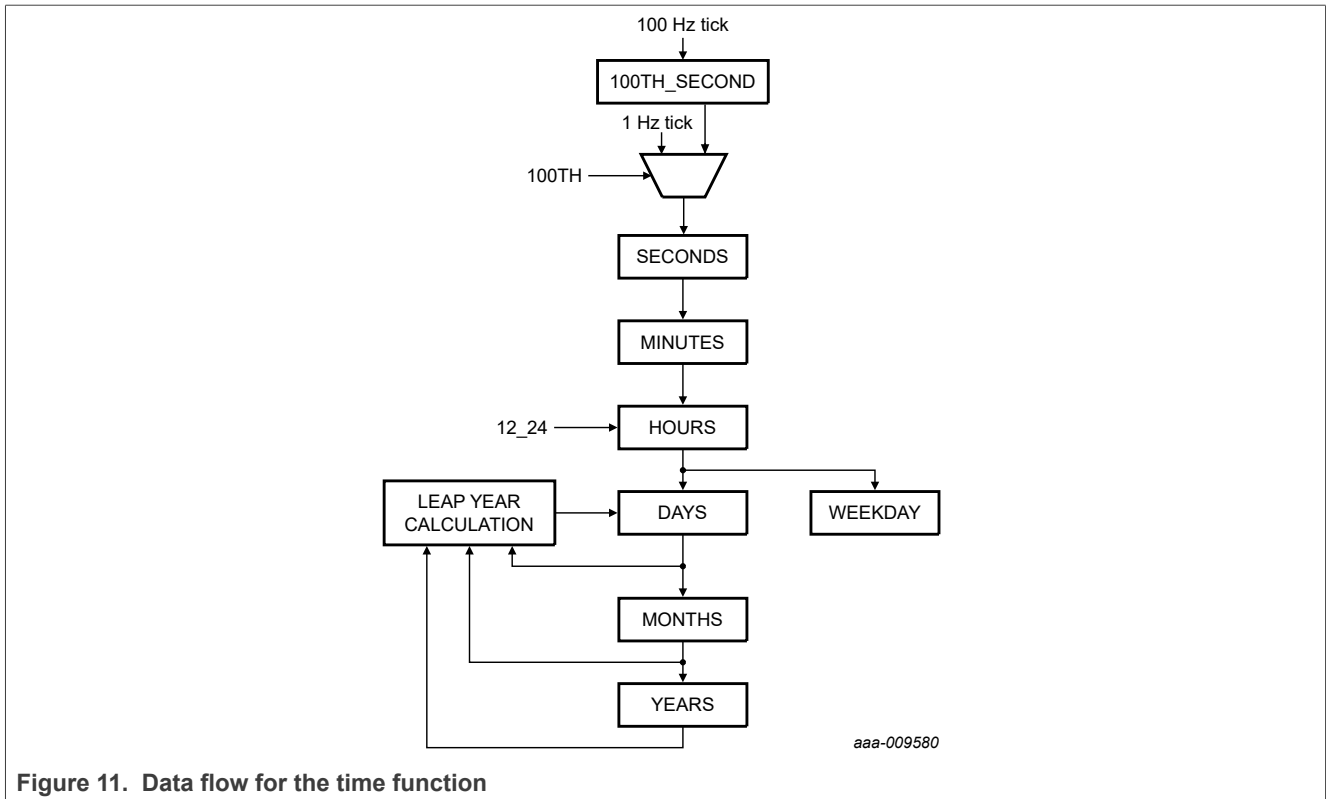 100 Hz tick
100TH_SECOND
1 Hz tick
100TH
SECONDS
MINUTES
12_24
HOURS
LEAP YEAR
CALCULATION
DAYS
WEEKDAY
MONTHS
YEARS
aaa-009580
Figure 11. Data flow for the time function